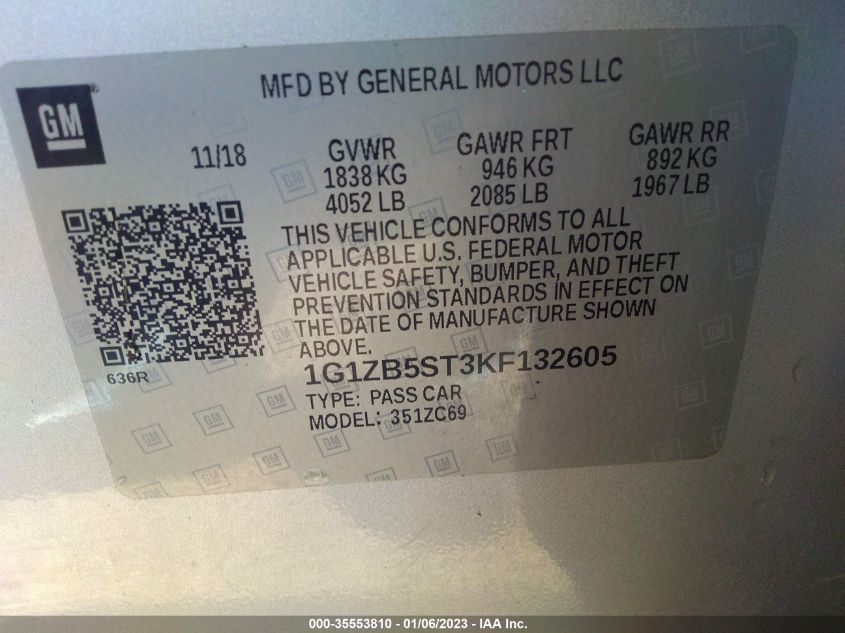 MFD BY GENERAL MOTORS LLC
GM
11/18
GVWR
1838 KG
4052 LB
GAWR FRT
946 KG
2085 LB
GAWR RR
892 KG
1967 LB
THIS VEHICLE CONFORMS TO ALL
APPLICABLE U.S. FEDERAL MOTOR
VEHICLE SAFETY, BUMPER, AND THEFT
PREVENTION STANDARDS IN EFFECT ON
THE DATE OF MANUFACTURE SHOWN
ABOVE.
636R
1G1ZB5ST3KF132605
TYPE: PASS CAR
MODEL: 351ZC69
000-35553810 - 01/06/2023 - IAA Inc.